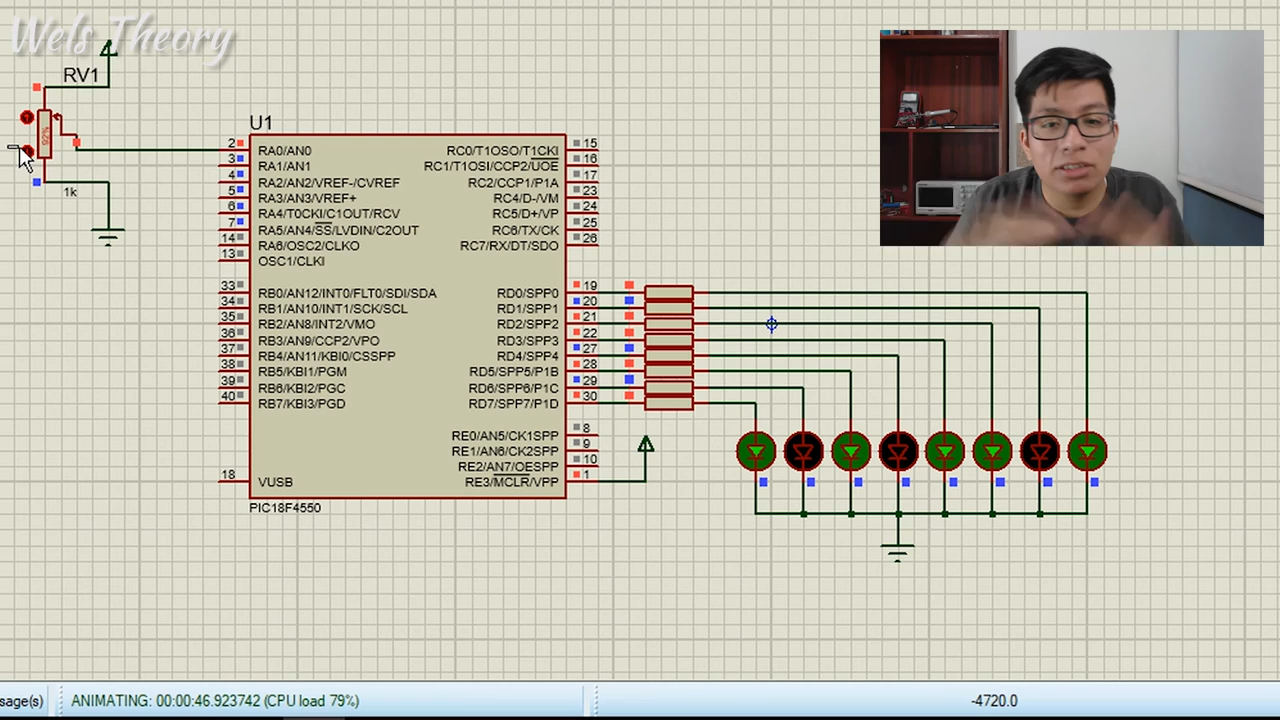 Wels Theory
RV1
92%
1k
U1
2 RA0/AN0
3 RA1/AN1
4 RA2/AN2/VREF-/CVREF
5 RA3/AN3/VREF+
6 RA4/T0CKI/C1OUT/RCV
7 RA5/AN4/SS/LVDIN/C2OUT
14 RA6/OSC2/CLKO
13 OSC1/CLKI
33 RB0/AN12/INT0/FLT0/SDI/SDA
34 RB1/AN10/INT1/SCK/SCL
35 RB2/AN8/INT2/VMO
36 RB3/AN9/CCP2/VPO
37 RB4/AN11/KBI0/CSSPP
38 RB5/KBI1/PGM
39 RB6/KBI2/PGC
40 RB7/KBI3/PGD
18 VUSB
RC0/T1OSO/T1CKI 15
RC1/T1OSI/CCP2/UOE 16
RC2/CCP1/P1A 17
RC4/D-/VM 23
RC5/D+/VP 24
RC6/TX/CK 25
RC7/RX/DT/SDO 26
RD0/SPP0 19
RD1/SPP1 20
RD2/SPP2 21
RD3/SPP3 22
RD4/SPP4 27
RD5/SPP5/P1B 28
RD6/SPP6/P1C 29
RD7/SPP7/P1D 30
RE0/AN5/CK1SPP 8
RE1/AN6/CK2SPP 9
RE2/AN7/OESPP 10
RE3/MCLR/VPP 1
PIC18F4550
sage(s)
ANIMATING: 00:00:46.923742 (CPU load 79%)
-4720.0